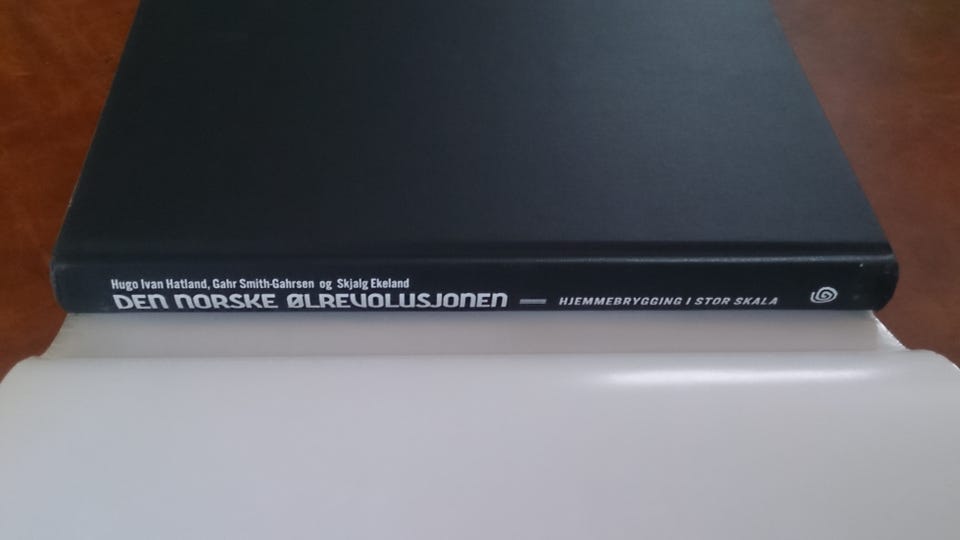 Hugo Ivan Hatland, Gahr Smith-Gahrsen og Skjalg Ekeland
DEN NORSKE ØLREVOLUSJONEN — HJEMMEBRYGGING I STOR SKALA